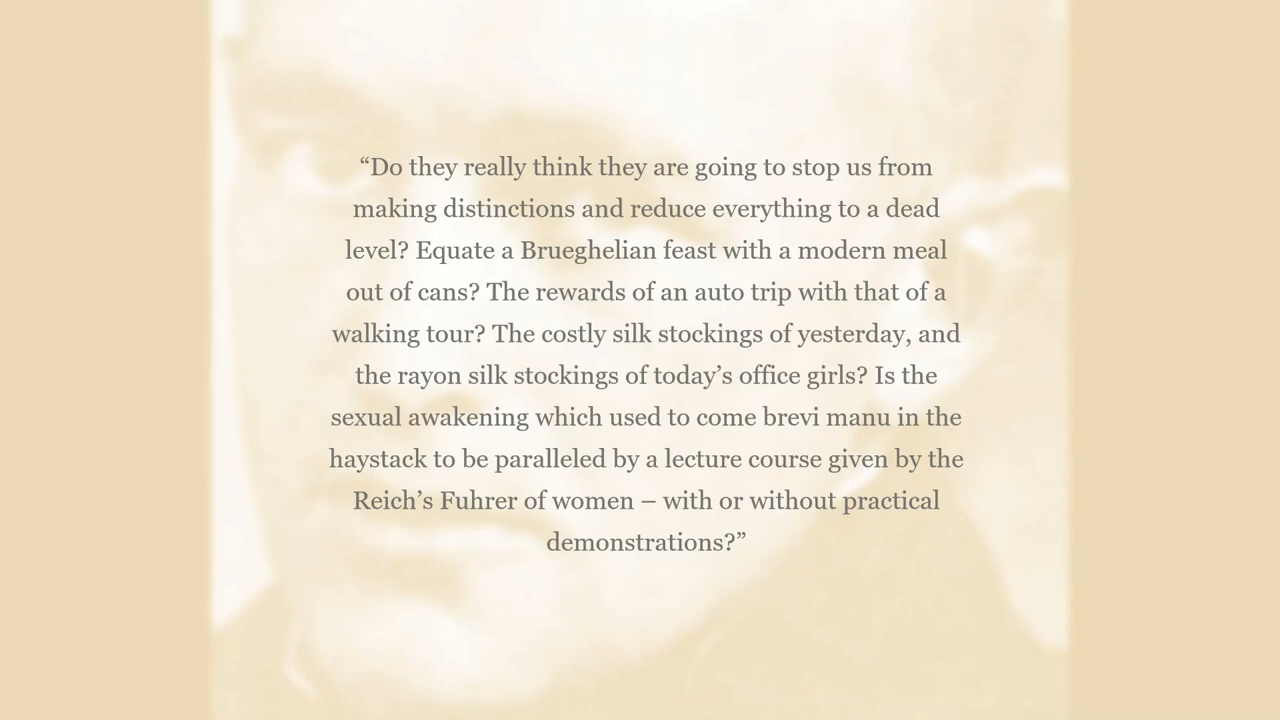 “Do they really think they are going to stop us from
making distinctions and reduce everything to a dead
level? Equate a Brueghelian feast with a modern meal
out of cans? The rewards of an auto trip with that of a
walking tour? The costly silk stockings of yesterday, and
the rayon silk stockings of today’s office girls? Is the
sexual awakening which used to come brevi manu in the
haystack to be paralleled by a lecture course given by the
Reich’s Fuhrer of women – with or without practical
demonstrations?”